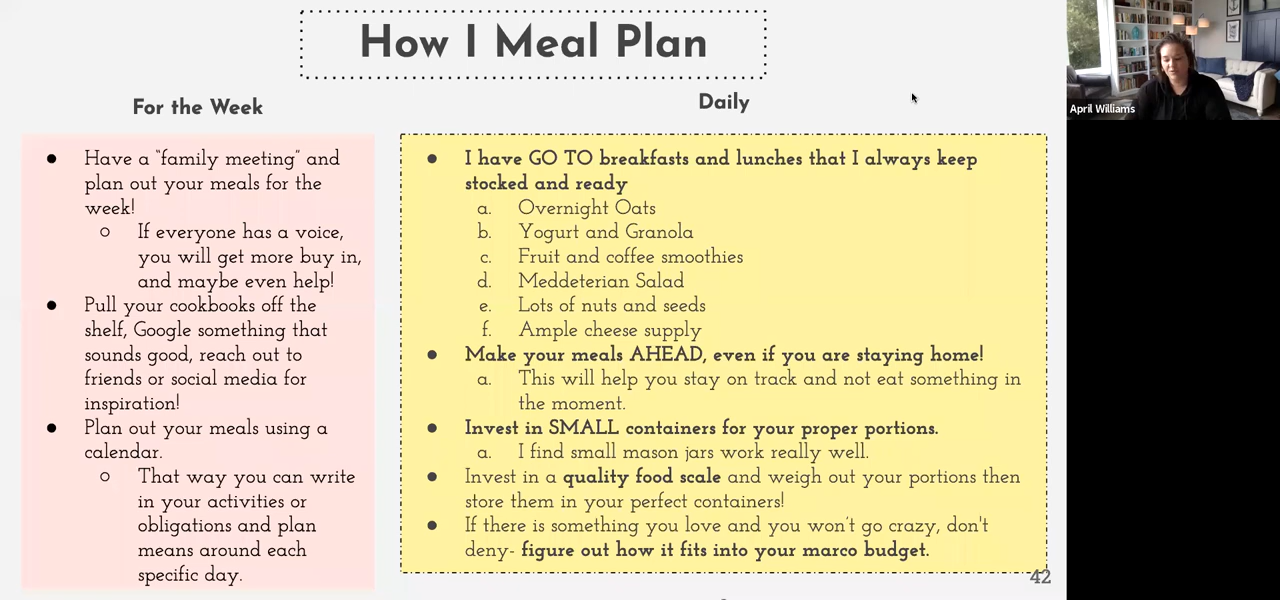 How I Meal Plan
For the Week
● Have a “family meeting” and
plan out your meals for the
week!
○ If everyone has a voice,
you will get more buy in,
and maybe even help!
● Pull your cookbooks off the
shelf, Google something that
sounds good, reach out to
friends or social media for
inspiration!
● Plan out your meals using a
calendar.
○ That way you can write
in your activities or
obligations and plan
means around each
specific day.
Daily
● I have GO TO breakfasts and lunches that I always keep
stocked and ready
a. Overnight Oats
b. Yogurt and Granola
c. Fruit and coffee smoothies
d. Meddeterian Salad
e. Lots of nuts and seeds
f. Ample cheese supply
● Make your meals AHEAD, even if you are staying home!
a. This will help you stay on track and not eat something in
the moment.
● Invest in SMALL containers for your proper portions.
a. I find small mason jars work really well.
● Invest in a quality food scale and weigh out your portions then
store them in your perfect containers!
● If there is something you love and you won’t go crazy, don't
deny- figure out how it fits into your marco budget.
42
April Williams